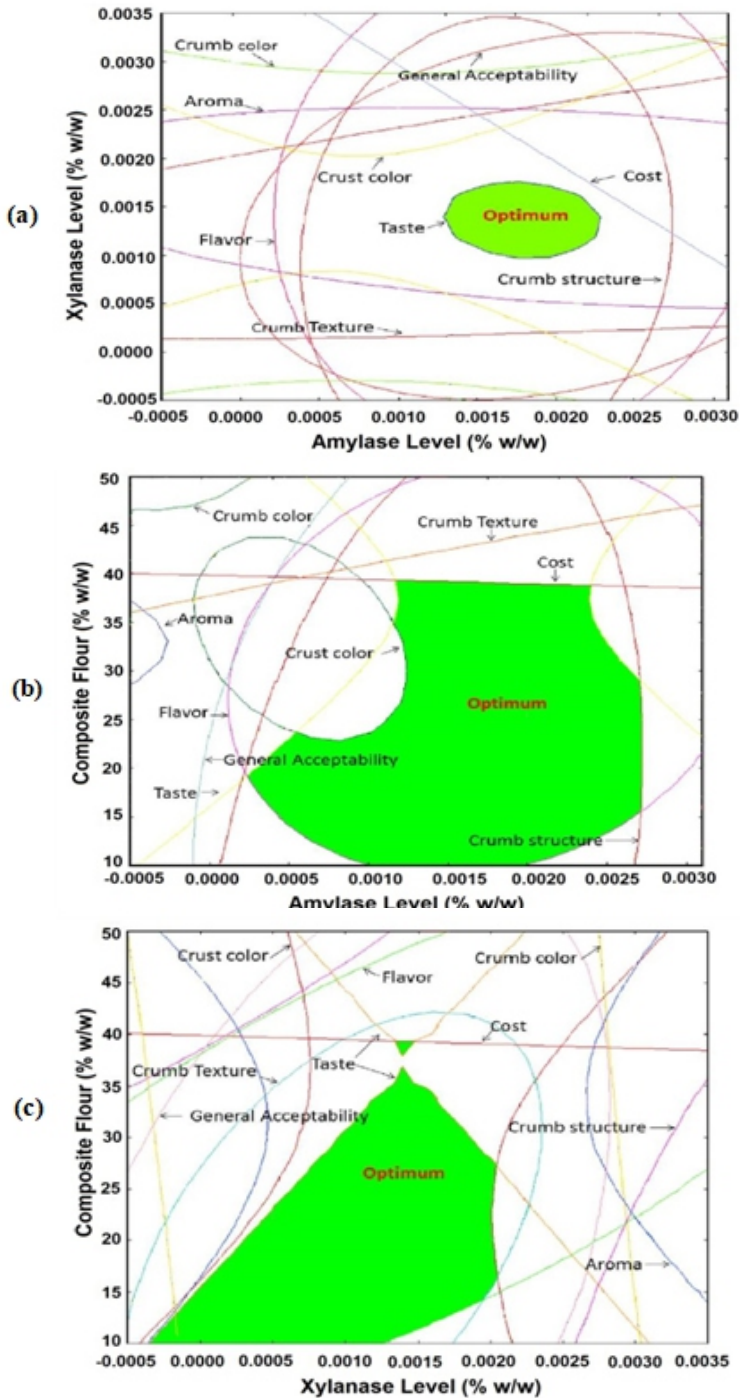 (a)
Xylanase Level (% w/w)
0.0035
0.0035
0.0025
0.0020
0.0015
0.0010
0.0005
0.0000
-0.0005
Crumb color
General Acceptability
Aroma
Crust color
Cost
Optimum
Taste
Flavor
Crumb structure
Crumb Texture
-0.0005 0.0000 0.0005 0.0010 0.0015 0.0020 0.0025 0.0030
Amylase Level (% w/w)
(b)
Composite Flour (% w/w)
50
45
40
35
30
25
20
15
10
Crumb color
Crumb Texture
Cost
Aroma
Crust color
Optimum
Flavor
General Acceptability
Taste
Crumb structure
-0.0005 0.0000 0.0005 0.0010 0.0015 0.0020 0.0025 0.0030
Amylase Level (% w/w)
(c)
Composite Flour (% w/w)
50
45
40
35
30
25
20
15
10
Crust color
Crumb color
Flavor
Cost
Taste
Crumb Texture
General Acceptability
Crumb structure
Optimum
Aroma
-0.0005 0.0000 0.0005 0.0010 0.0015 0.0020 0.0025 0.0030 0.0035
Xylanase Level (% w/w)